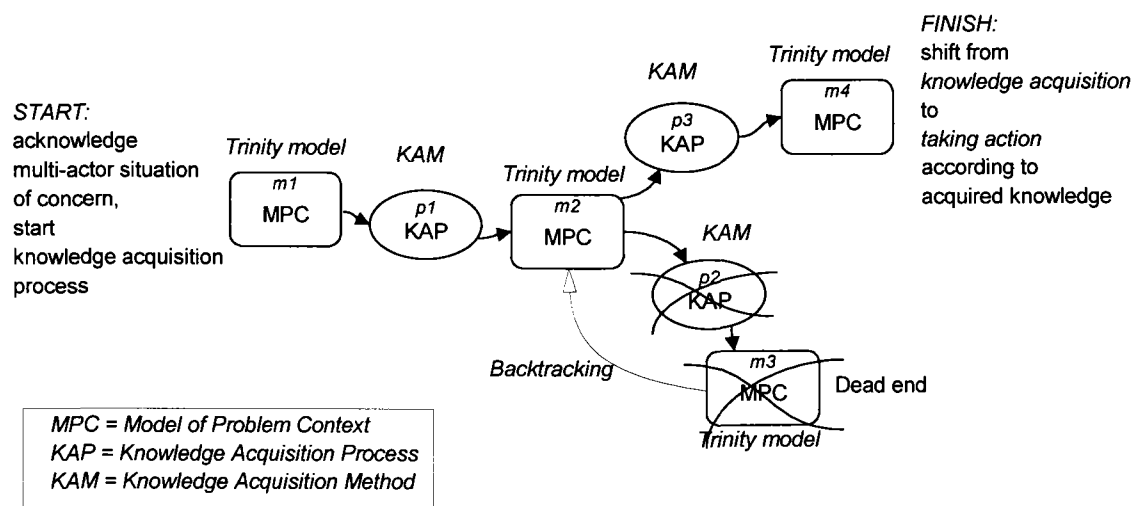 START:
acknowledge
multi-actor situation
of concern,
start
knowledge acquisition
process
Trinity model
m1
MPC
KAM
p1
KAP
Trinity model
m2
MPC
KAM
p3
KAP
Trinity model
m4
MPC
FINISH:
shift from
knowledge acquisition
to
taking action
according to
acquired knowledge
KAM
p2
KAP
m3
MPC
Trinity model
Dead end
Backtracking
MPC = Model of Problem Context
KAP = Knowledge Acquisition Process
KAM = Knowledge Acquisition Method